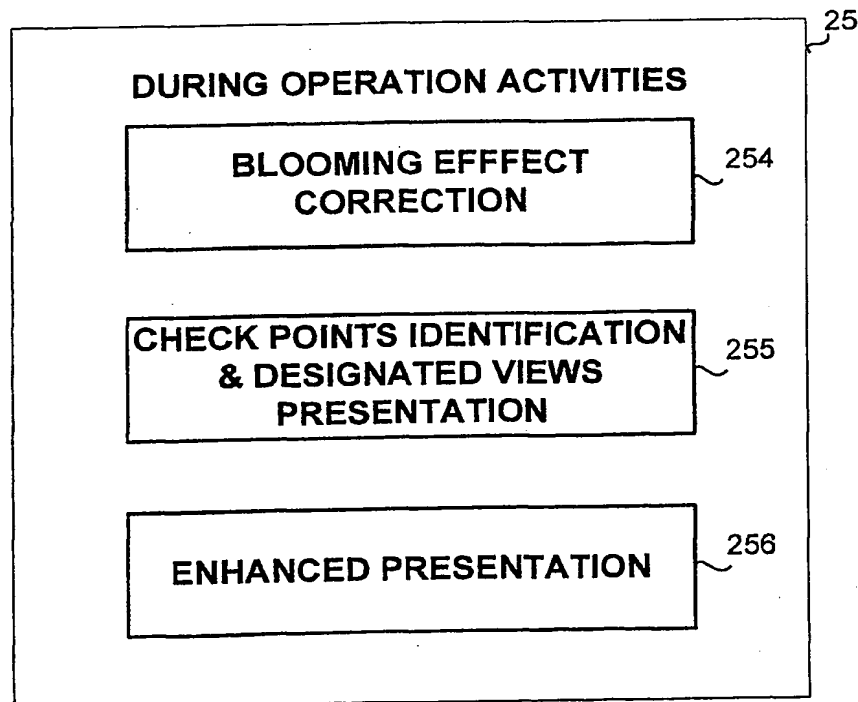 25
DURING OPERATION ACTIVITIES
BLOOMING EFFFECT
CORRECTION
254
CHECK POINTS IDENTIFICATION
& DESIGNATED VIEWS
PRESENTATION
255
ENHANCED PRESENTATION
256